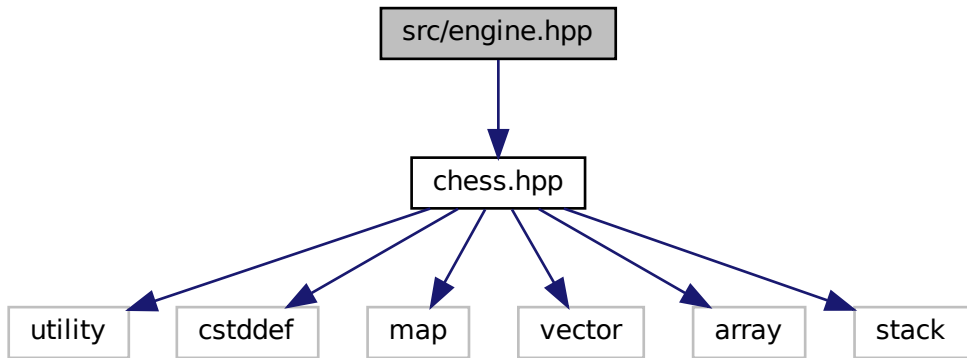 src/engine.hpp
chess.hpp
utility
cstddef
map
vector
array
stack